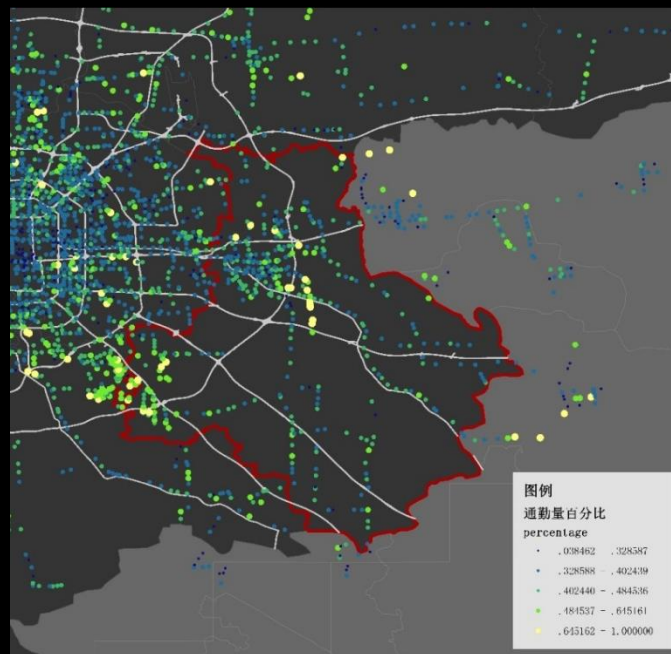 图例
通勤量百分比
percentage
.038462 .328587
.328588 - .402439
.402440 - .484536
.484537 - .645161
.645162 - 1.000000